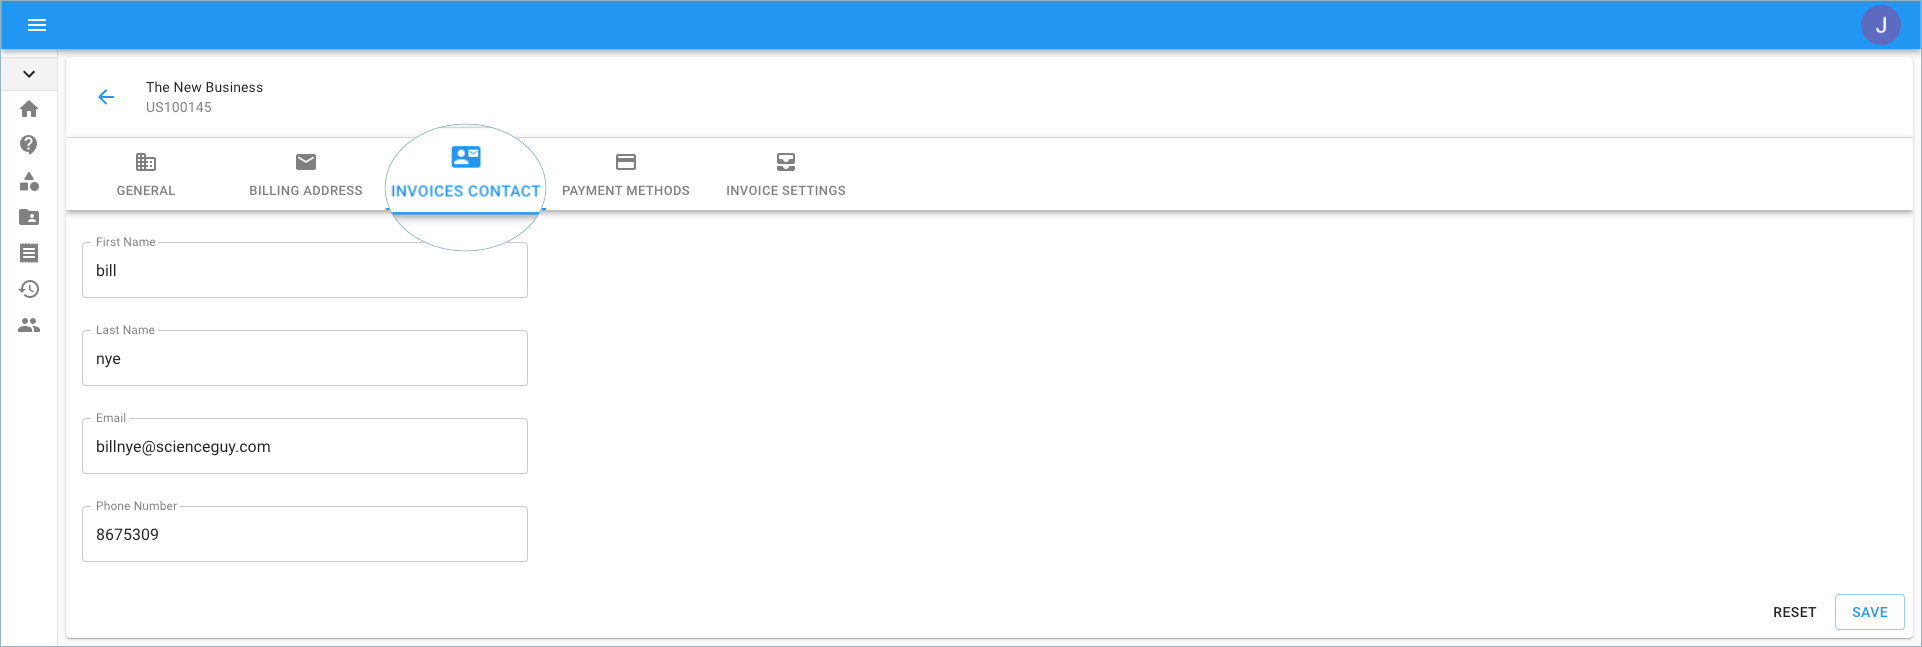 J
The New Business
US100145
GENERAL
BILLING ADDRESS
INVOICES CONTACT
PAYMENT METHODS
INVOICE SETTINGS
First Name
bill
Last Name
nye
Email
billnye@scienceguy.com
Phone Number
8675309
RESET
SAVE